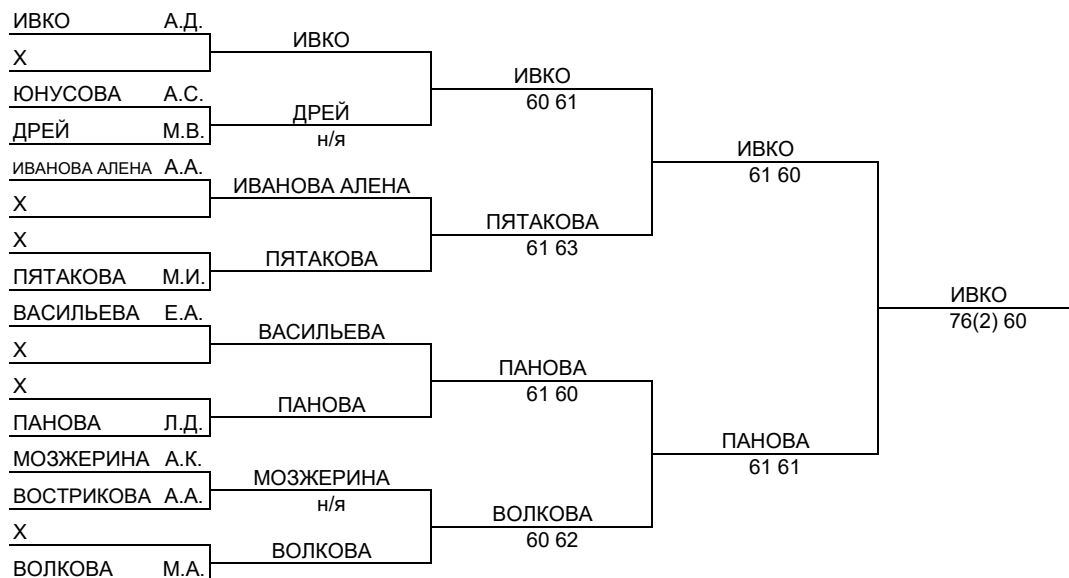 ИВКО А.Д.
X
ЮНУСОВА А.С.
ДРЕЙ М.В.
ИВАНОВА АЛЕНА А.А.
X
X
ПЯТАКОВА М.И.
ВАСИЛЬЕВА Е.А.
X
X
ПАНОВА Л.Д.
МОЗЖЕРИНА А.К.
ВОСТРИКОВА А.А.
X
ВОЛКОВА М.А.
ИВКО
ДРЕЙ
н/я
ИВАНОВА АЛЕНА
ПЯТАКОВА
ВАСИЛЬЕВА
ПАНОВА
МОЗЖЕРИНА
н/я
ВОЛКОВА
ИВКО
60 61
ПЯТАКОВА
61 63
ПАНОВА
61 60
ВОЛКОВА
60 62
ИВКО
61 60
ПАНОВА
61 61
ИВКО
76(2) 60